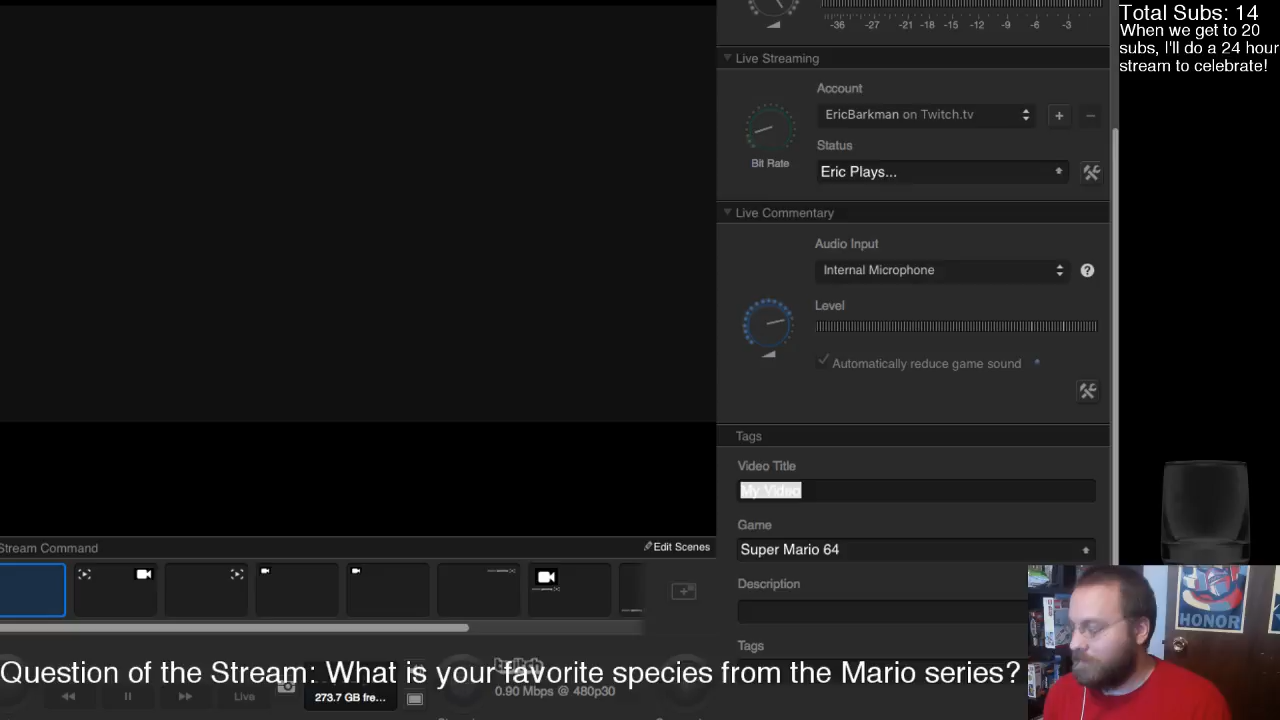 -36 -27 -21 -18 -15 -12 -9 -6 -3
Total Subs: 14
When we get to 20
subs, I'll do a 24 hour
stream to celebrate!
Live Streaming
Account
EricBarkman on Twitch.tv
Bit Rate
Status
Eric Plays...
Live Commentary
Audio Input
Internal Microphone
?
Level
Automatically reduce game sound
Tags
Video Title
My Video
Game
Super Mario 64
Description
Tags
Stream Command
Edit Scenes
HONOR
twitch
Question of the Stream: What is your favorite species from the Mario series?
Live
273.7 GB fre...
0.90 Mbps @ 480p30